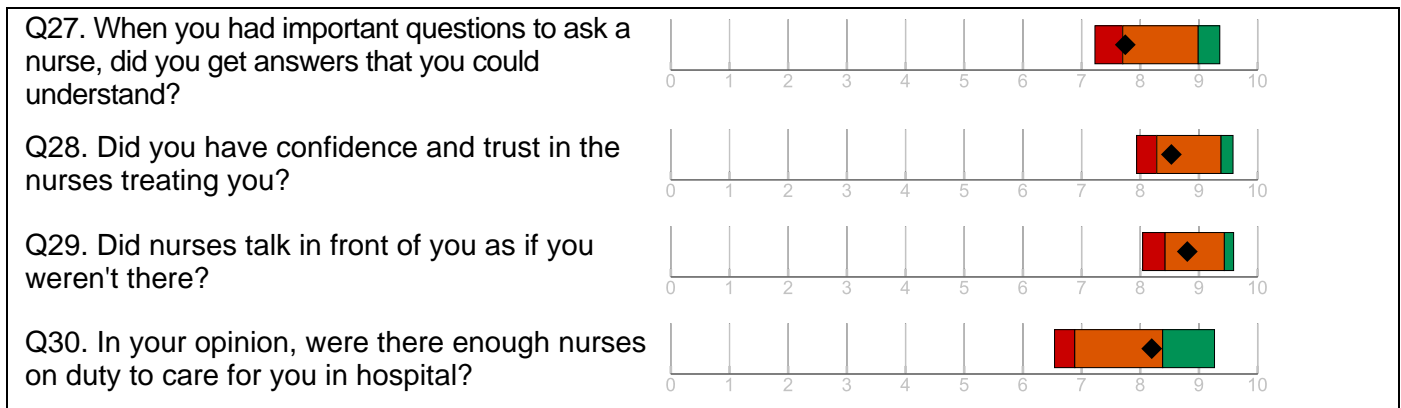 Q27. When you had important questions to ask a
nurse, did you get answers that you could
understand?
0 1 2 3 4 5 6 7 8 9 10
Q28. Did you have confidence and trust in the
nurses treating you?
0 1 2 3 4 5 6 7 8 9 10
Q29. Did nurses talk in front of you as if you
weren't there?
0 1 2 3 4 5 6 7 8 9 10
Q30. In your opinion, were there enough nurses
on duty to care for you in hospital?
0 1 2 3 4 5 6 7 8 9 10